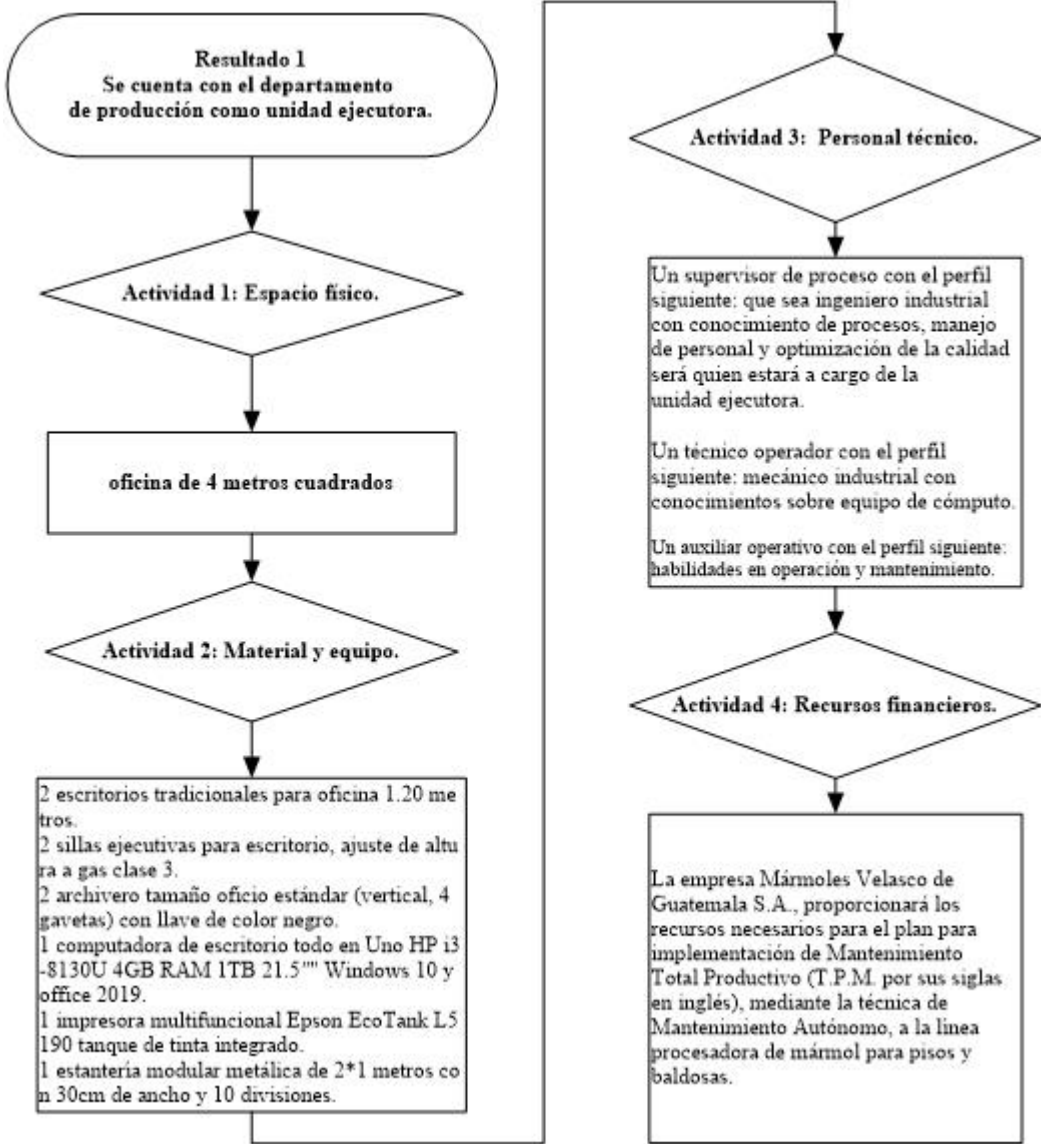 Resultado 1
Se cuenta con el departamento
de producción como unidad ejecutora.
Actividad 1: Espacio físico.
oficina de 4 metros cuadrados
Actividad 2: Material y equipo.
2 escritorios tradicionales para oficina 1.20 me
tros.
2 sillas ejecutivas para escritorio, ajuste de altu
ra a gas clase 3.
2 archivero tamaño oficio estándar (vertical, 4
gavetas) con llave de color negro.
1 computadora de escritorio todo en Uno HP i3
-8130U 4GB RAM 1TB 21.5"" Windows 10 y
office 2019.
1 impresora multifuncional Epson EcoTank L5
190 tanque de tinta integrado.
1 estantería modular metálica de 2*1 metros co
n 30cm de ancho y 10 divisiones.
Actividad 3:  Personal técnico.
Un supervisor de proceso con el perfil
siguiente: que sea ingeniero industrial
con conocimiento de procesos, manejo
de personal y optimización de la calidad
será quien estará a cargo de la
unidad ejecutora.
Un técnico operador con el perfil
siguiente: mecánico industrial con
conocimientos sobre equipo de cómputo.
Un auxiliar operativo con el perfil siguiente:
habilidades en operación y mantenimiento.
Actividad 4: Recursos financieros.
La empresa Mármoles Velasco de
Guatemala S.A., proporcionará los
recursos necesarios para el plan para
implementación de Mantenimiento
Total Productivo (T.P.M. por sus siglas
en inglés), mediante la técnica de
Mantenimiento Autónomo, a la línea
procesadora de mármol para pisos y
baldosas.